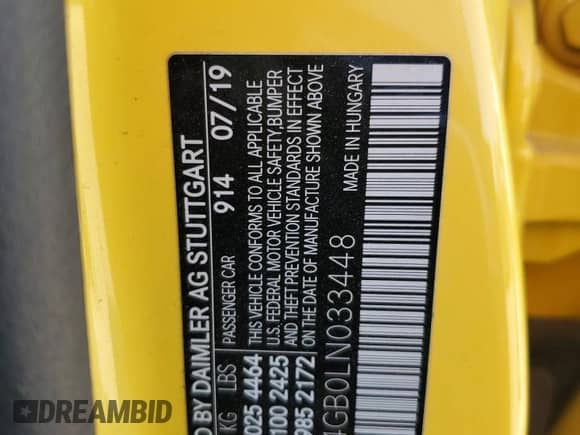 D BY DAIMLER AG STUTTGART
914 07/19
KG LBS PASSENGER CAR
025 4464 THIS VEHICLE CONFORMS TO ALL APPLICABLE
100 2425 U.S. FEDERAL MOTOR VEHICLE SAFETY,BUMPER
985 2172 AND THEFT PREVENTION STANDARDS IN EFFECT
ON THE DATE OF MANUFACTURE SHOWN ABOVE
GB0LN033448 MADE IN HUNGARY
AUTOBIDMASTER